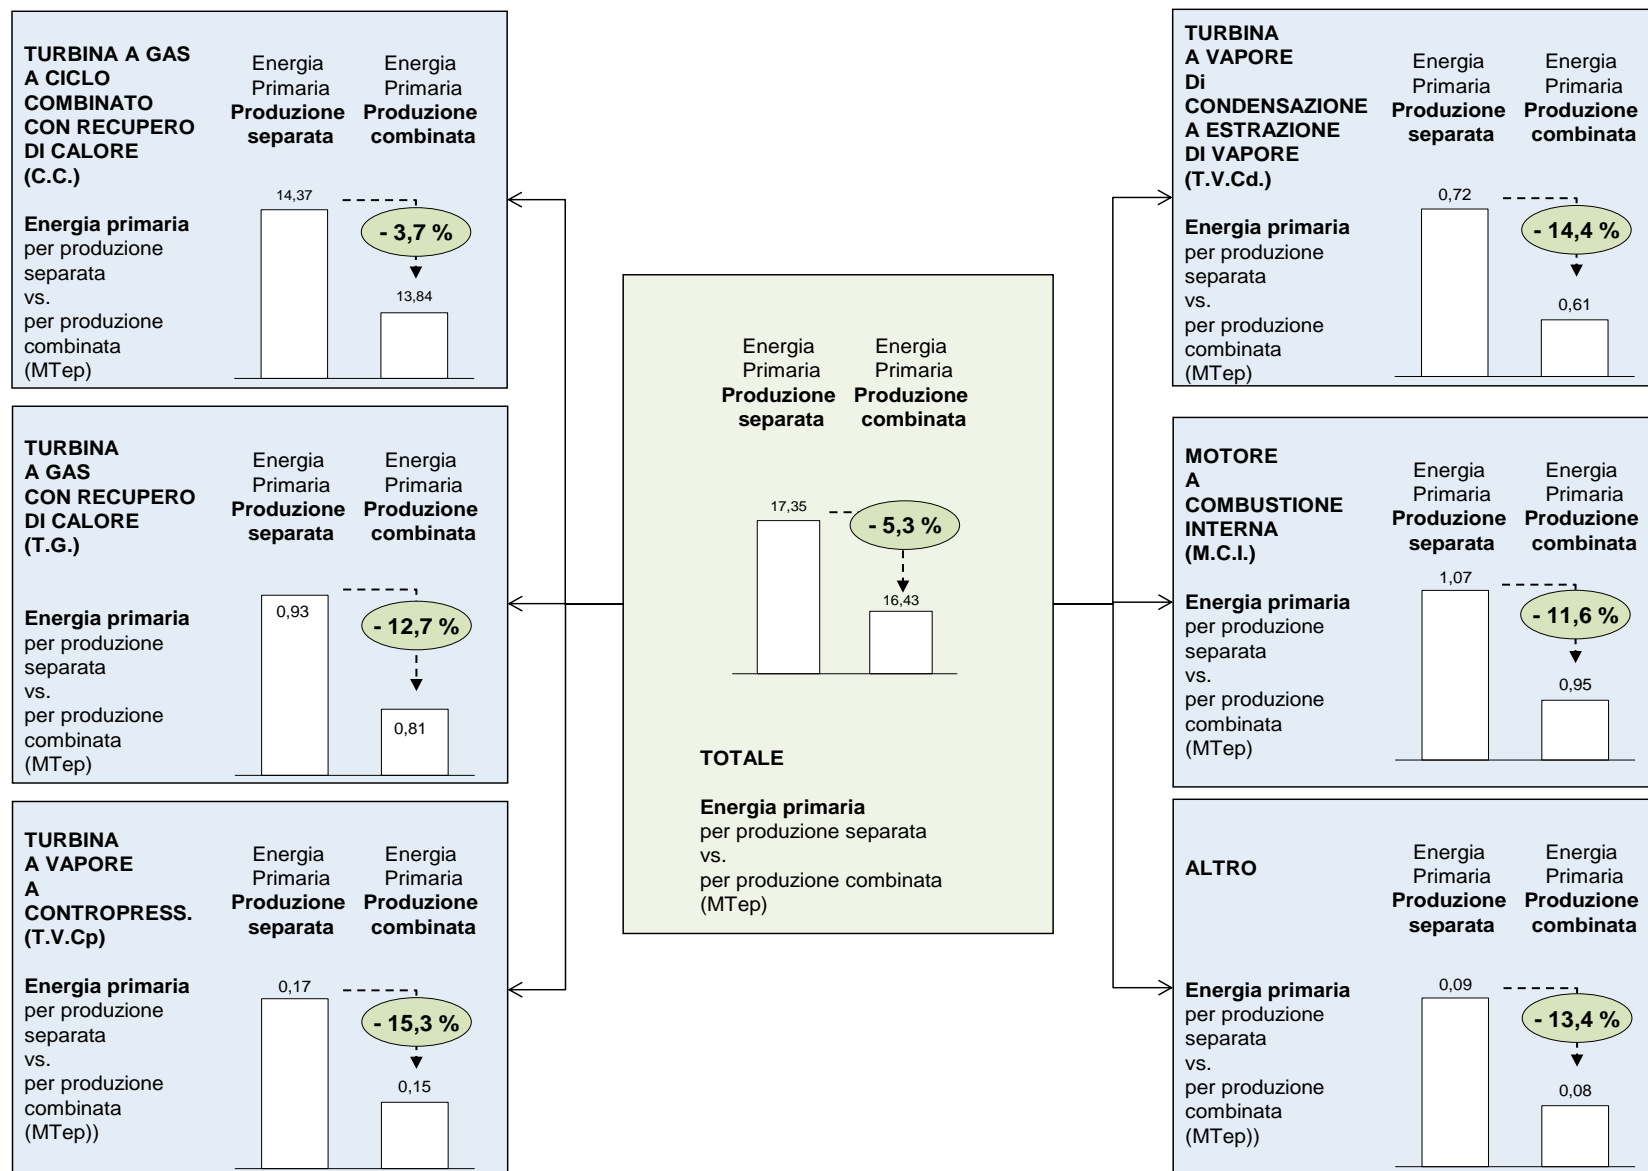 TURBINA A GAS
A CICLO
COMBINATO
CON RECUPERO
DI CALORE
(C.C.)
Energia primaria
per produzione
separata
vs.
per produzione
combinata
(MTep)
Energia
Primaria
Produzione
separata
Energia
Primaria
Produzione
combinata
14,37
- 3,7 %
13,84
TURBINA
A GAS
CON RECUPERO
DI CALORE
(T.G.)
Energia primaria
per produzione
separata
vs.
per produzione
combinata
(MTep)
Energia
Primaria
Produzione
separata
Energia
Primaria
Produzione
combinata
0,93
- 12,7 %
0,81
TURBINA
A VAPORE
A
CONTROPRESS.
(T.V.Cp)
Energia primaria
per produzione
separata
vs.
per produzione
combinata
(MTep))
Energia
Primaria
Produzione
separata
Energia
Primaria
Produzione
combinata
0,17
- 15,3 %
0,15
Energia
Primaria
Produzione
separata
Energia
Primaria
Produzione
combinata
17,35
- 5,3 %
16,43
TOTALE
Energia primaria
per produzione separata
vs.
per produzione combinata
(MTep)
TURBINA
A VAPORE
Di
CONDENSAZIONE
A ESTRAZIONE
DI VAPORE
(T.V.Cd.)
Energia primaria
per produzione
separata
vs.
per produzione
combinata
(MTep)
Energia
Primaria
Produzione
separata
Energia
Primaria
Produzione
combinata
0,72
- 14,4 %
0,61
MOTORE
A
COMBUSTIONE
INTERNA
(M.C.I.)
Energia primaria
per produzione
separata
vs.
per produzione
combinata
(MTep)
Energia
Primaria
Produzione
separata
Energia
Primaria
Produzione
combinata
1,07
- 11,6 %
0,95
ALTRO
Energia primaria
per produzione
separata
vs.
per produzione
combinata
(MTep))
Energia
Primaria
Produzione
separata
Energia
Primaria
Produzione
combinata
0,09
- 13,4 %
0,08